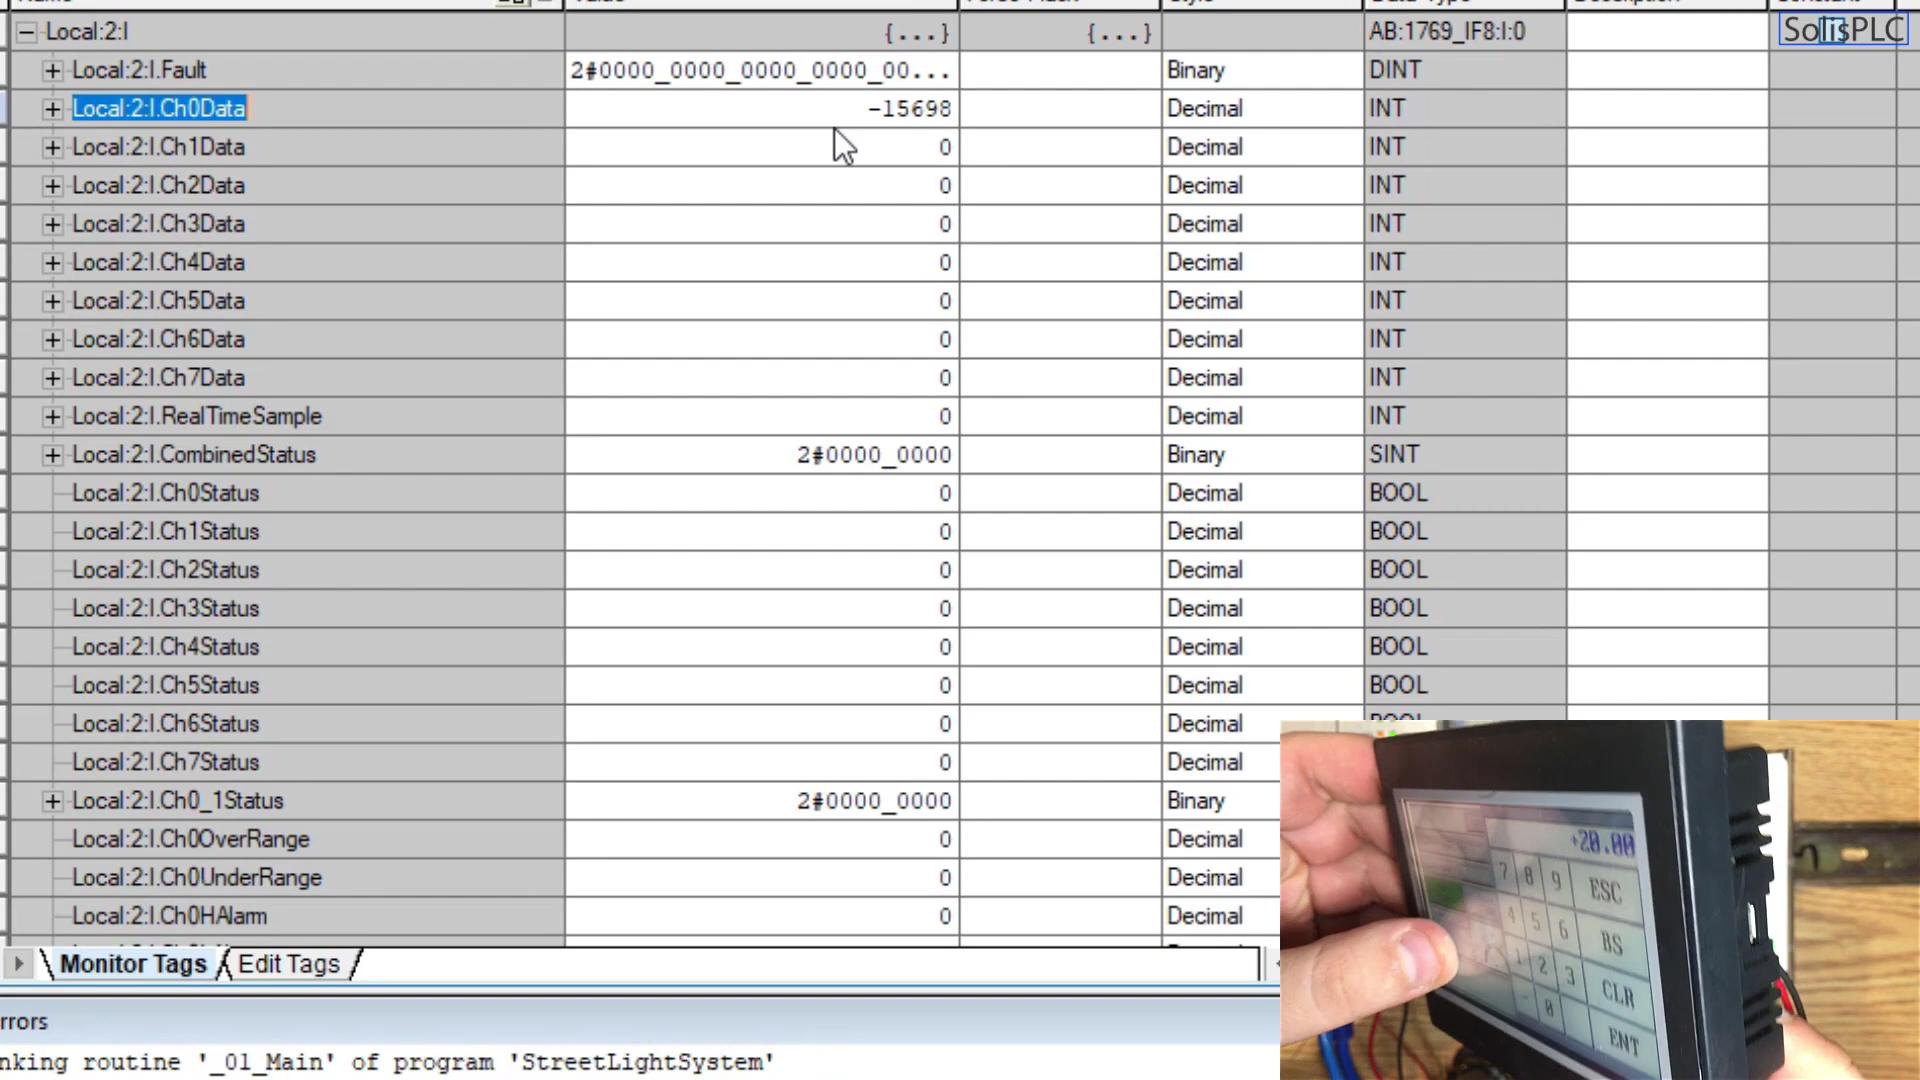 Local:2:I {...} {...} AB:1769_IF8:I:0
Local:2:I.Fault 2#0000_0000_0000_0000_00... Binary DINT
Local:2:I.Ch0Data -15698 Decimal INT
Local:2:I.Ch1Data 0 Decimal INT
Local:2:I.Ch2Data 0 Decimal INT
Local:2:I.Ch3Data 0 Decimal INT
Local:2:I.Ch4Data 0 Decimal INT
Local:2:I.Ch5Data 0 Decimal INT
Local:2:I.Ch6Data 0 Decimal INT
Local:2:I.Ch7Data 0 Decimal INT
Local:2:I.RealTimeSample 0 Decimal INT
Local:2:I.CombinedStatus 2#0000_0000 Binary SINT
Local:2:I.Ch0Status 0 Decimal BOOL
Local:2:I.Ch1Status 0 Decimal BOOL
Local:2:I.Ch2Status 0 Decimal BOOL
Local:2:I.Ch3Status 0 Decimal BOOL
Local:2:I.Ch4Status 0 Decimal BOOL
Local:2:I.Ch5Status 0 Decimal BOOL
Local:2:I.Ch6Status 0 Decimal BOOL
Local:2:I.Ch7Status 0 Decimal
Local:2:I.Ch0_1Status 2#0000_0000 Binary
Local:2:I.Ch0OverRange 0 Decimal
Local:2:I.Ch0UnderRange 0 Decimal
Local:2:I.Ch0HAlarm 0 Decimal
Monitor Tags Edit Tags
rrors
nking routine '_01_Main' of program 'StreetLightSystem'
SolisPLC
+20.00
7 8 9 ESC
4 5 6 BS
1 2 3 CLR
- 0 ENT